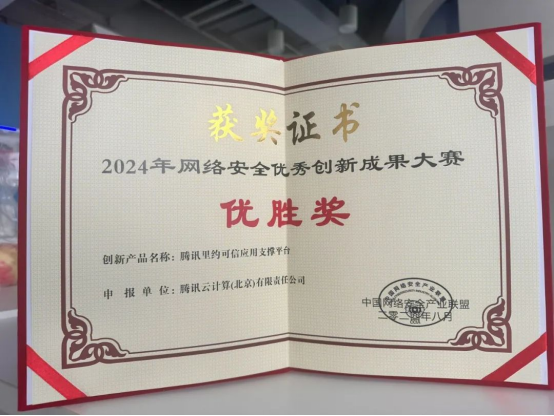 获奖证书
2024年网络安全优秀创新成果大赛
优胜奖
创新产品名称：腾讯里约可信应用支撑平台
申报单位：腾讯云计算(北京)有限责任公司
中国网络安全产业联盟
二零二四年八月